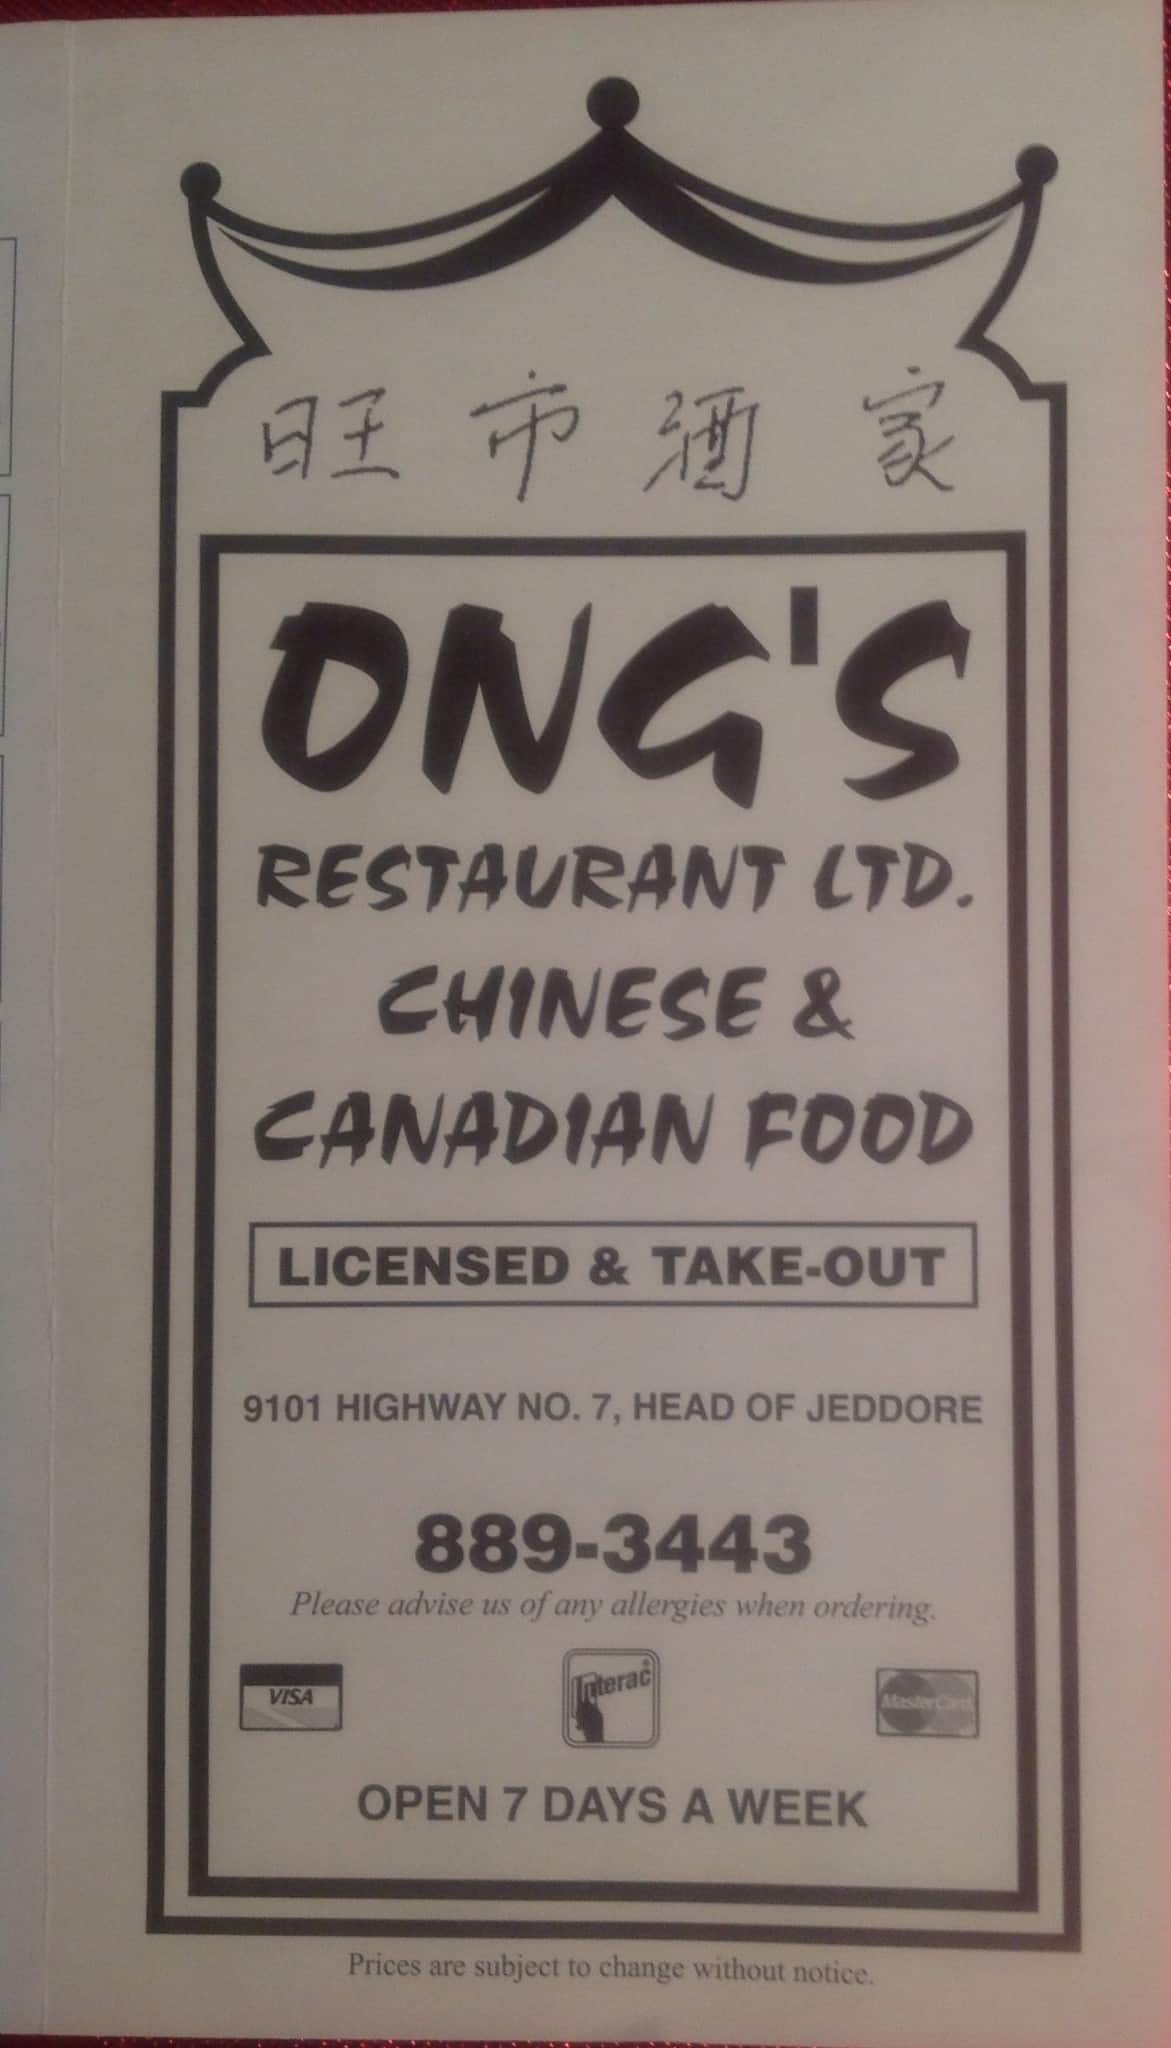 旺市酒家
ONG'S
RESTAURANT LTD.
CHINESE &
CANADIAN FOOD
LICENSED & TAKE-OUT
9101 HIGHWAY NO. 7, HEAD OF JEDDORE
889-3443
Please advise us of any allergies when ordering.
VISA Interac® MasterCard
OPEN 7 DAYS A WEEK
Prices are subject to change without notice.